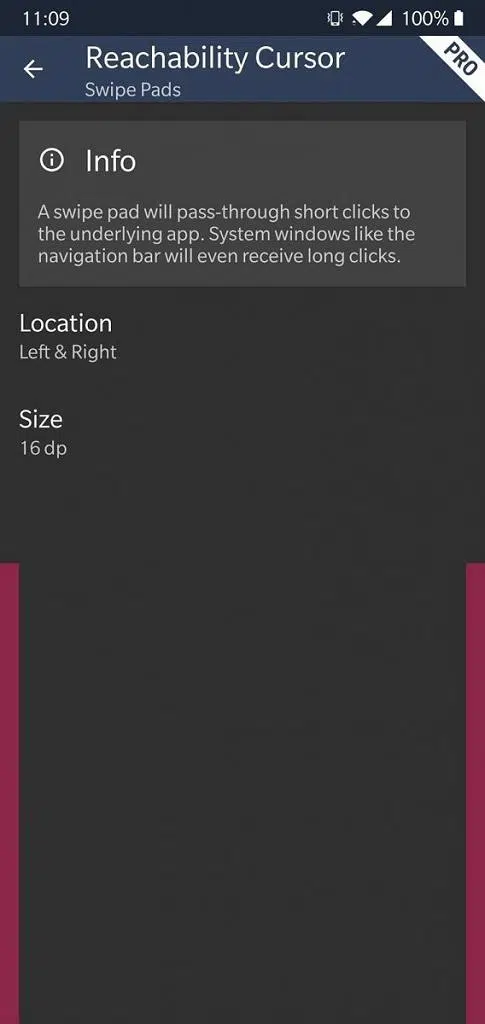 11:09
100%
Reachability Cursor
Swipe Pads
PRO
Info
A swipe pad will pass-through short clicks to
the underlying app. System windows like the
navigation bar will even receive long clicks.
Location
Left & Right
Size
16 dp